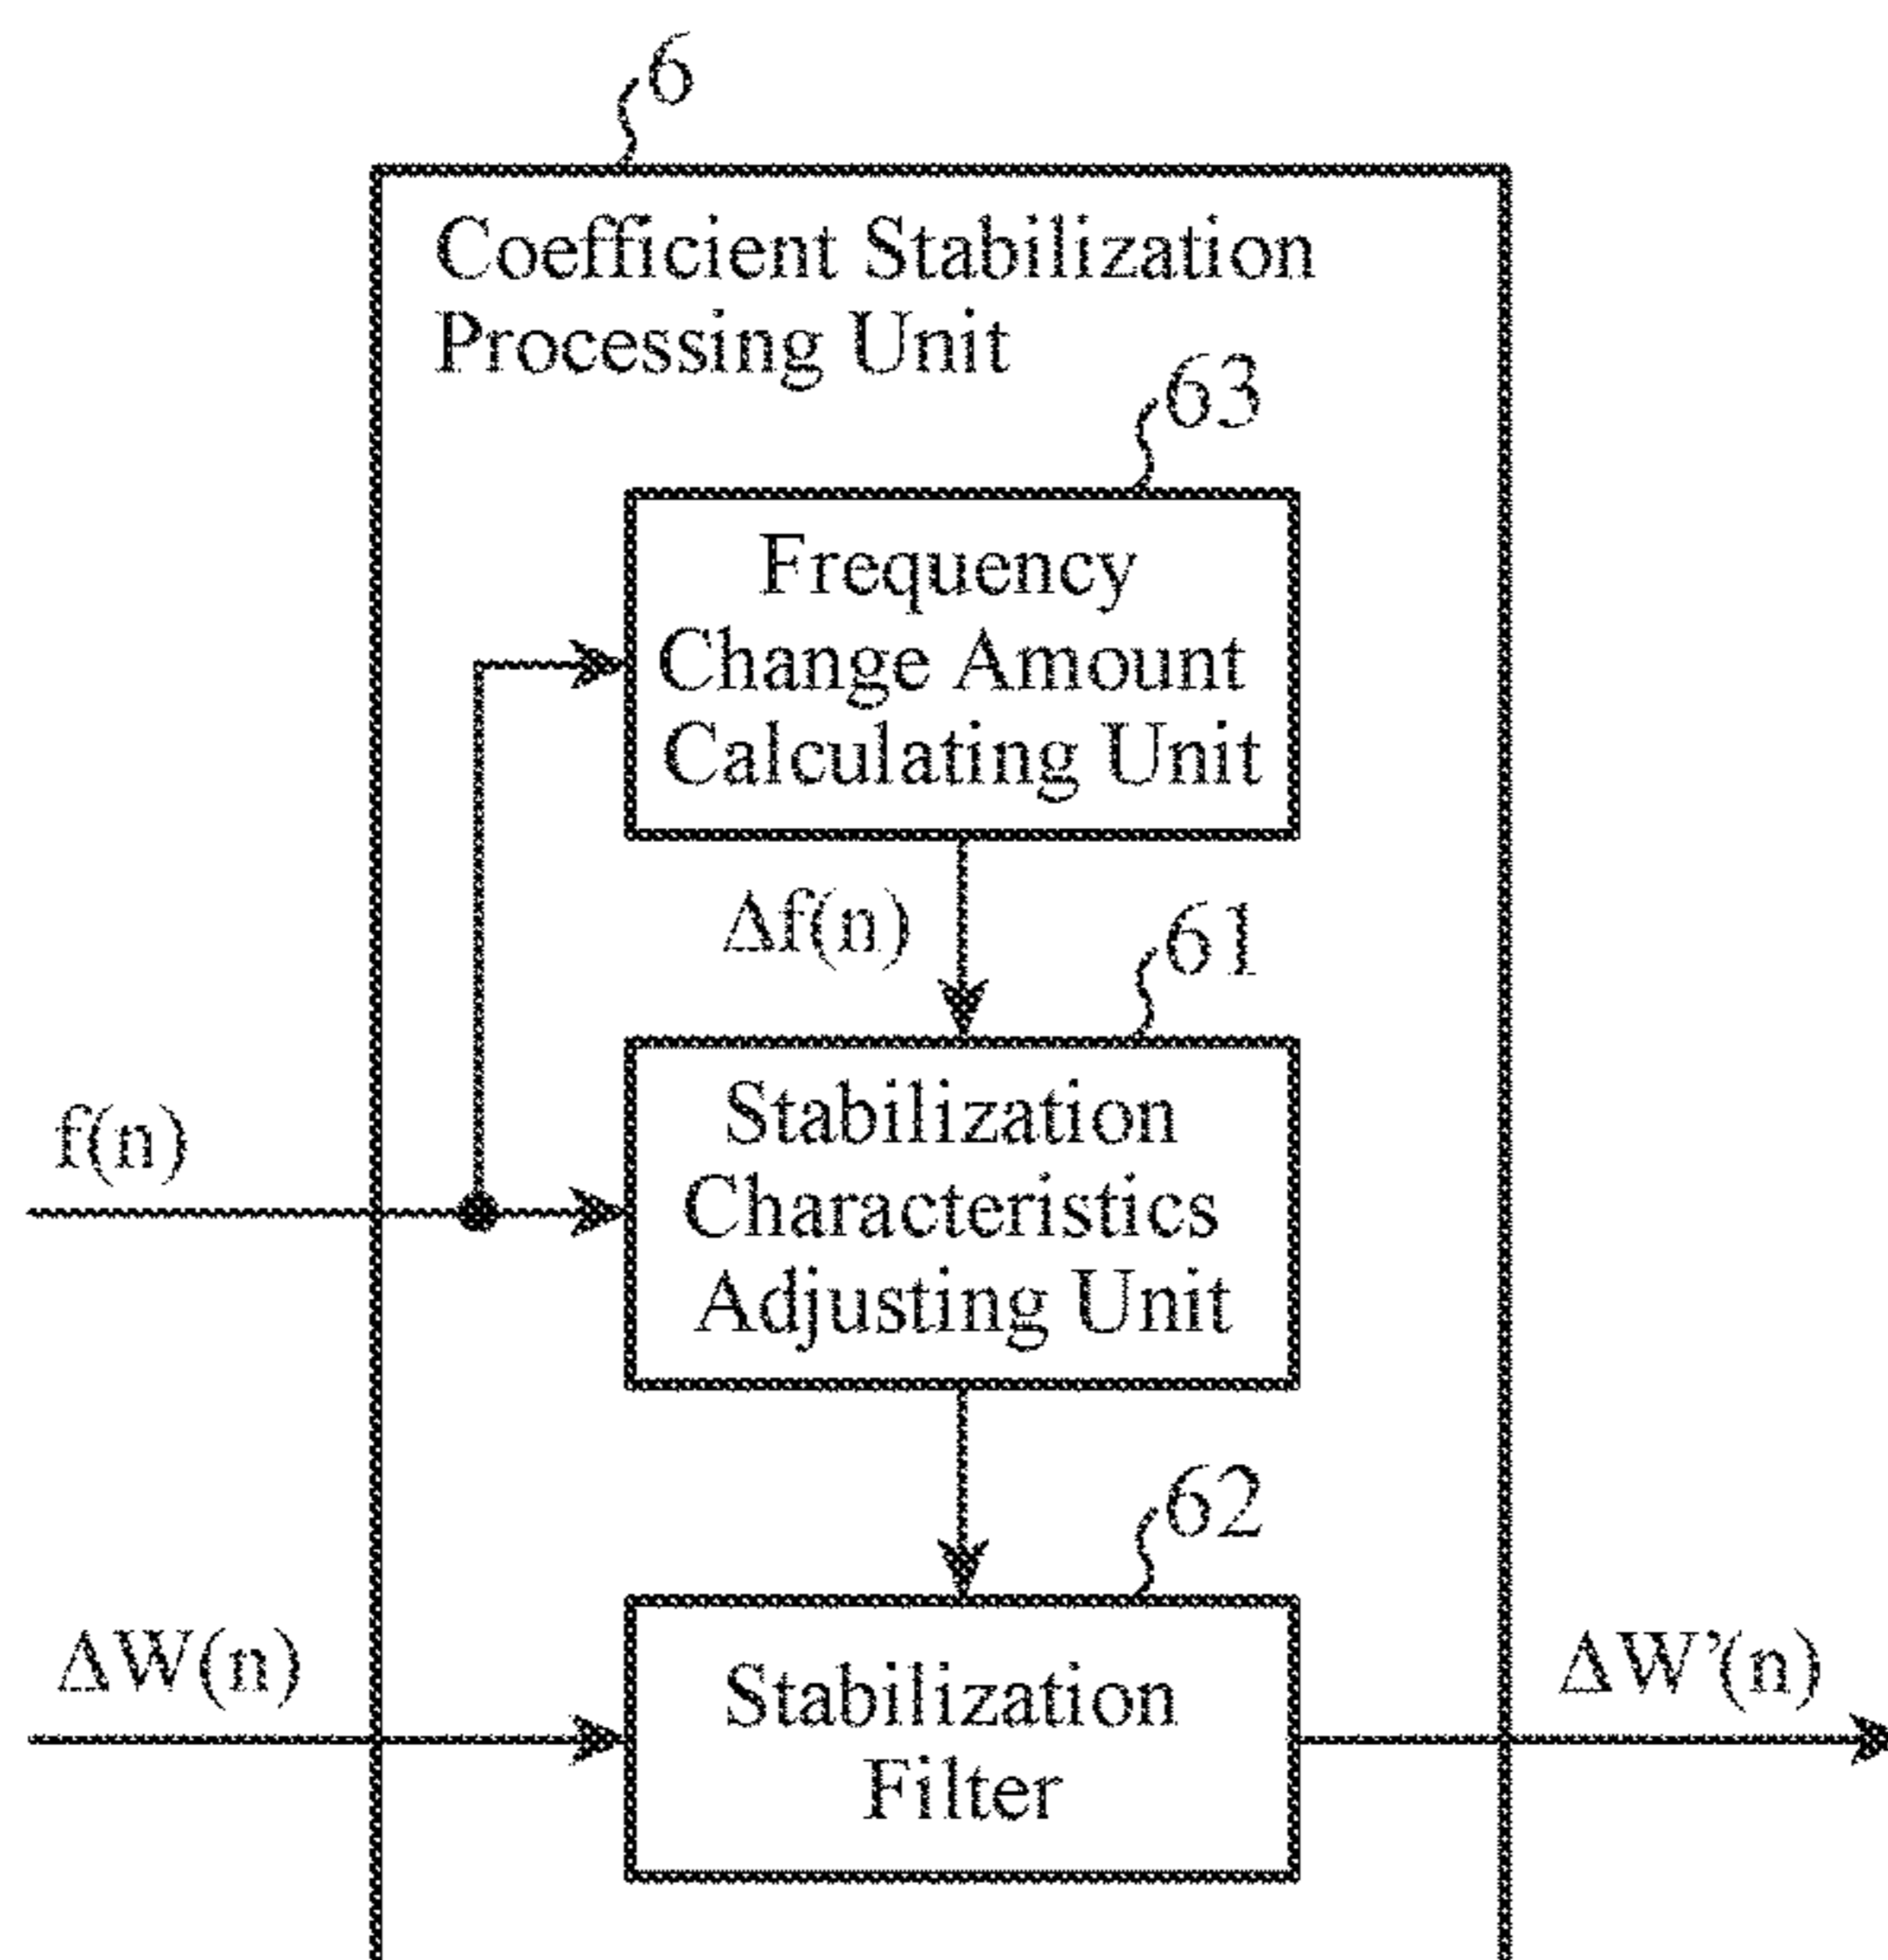 6
Coefficient Stabilization
Processing Unit
63
Frequency
Change Amount
Calculating Unit
Δf(n)
61
f(n)
Stabilization
Characteristics
Adjusting Unit
62
ΔW(n)
Stabilization
Filter
ΔW'(n)